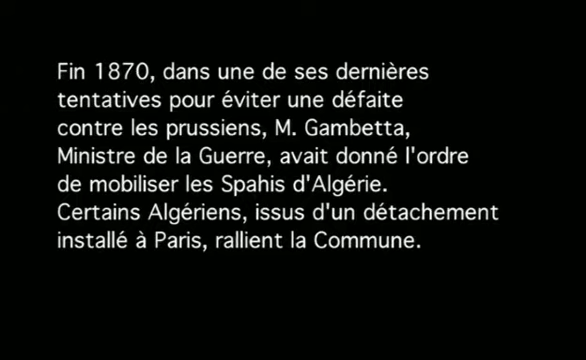 Fin 1870, dans une de ses dernières
tentatives pour éviter une défaite
contre les prussiens, M. Gambetta,
Ministre de la Guerre, avait donné l'ordre
de mobiliser les Spahis d'Algérie.
Certains Algériens, issus d'un détachement
installé à Paris, rallient la Commune.